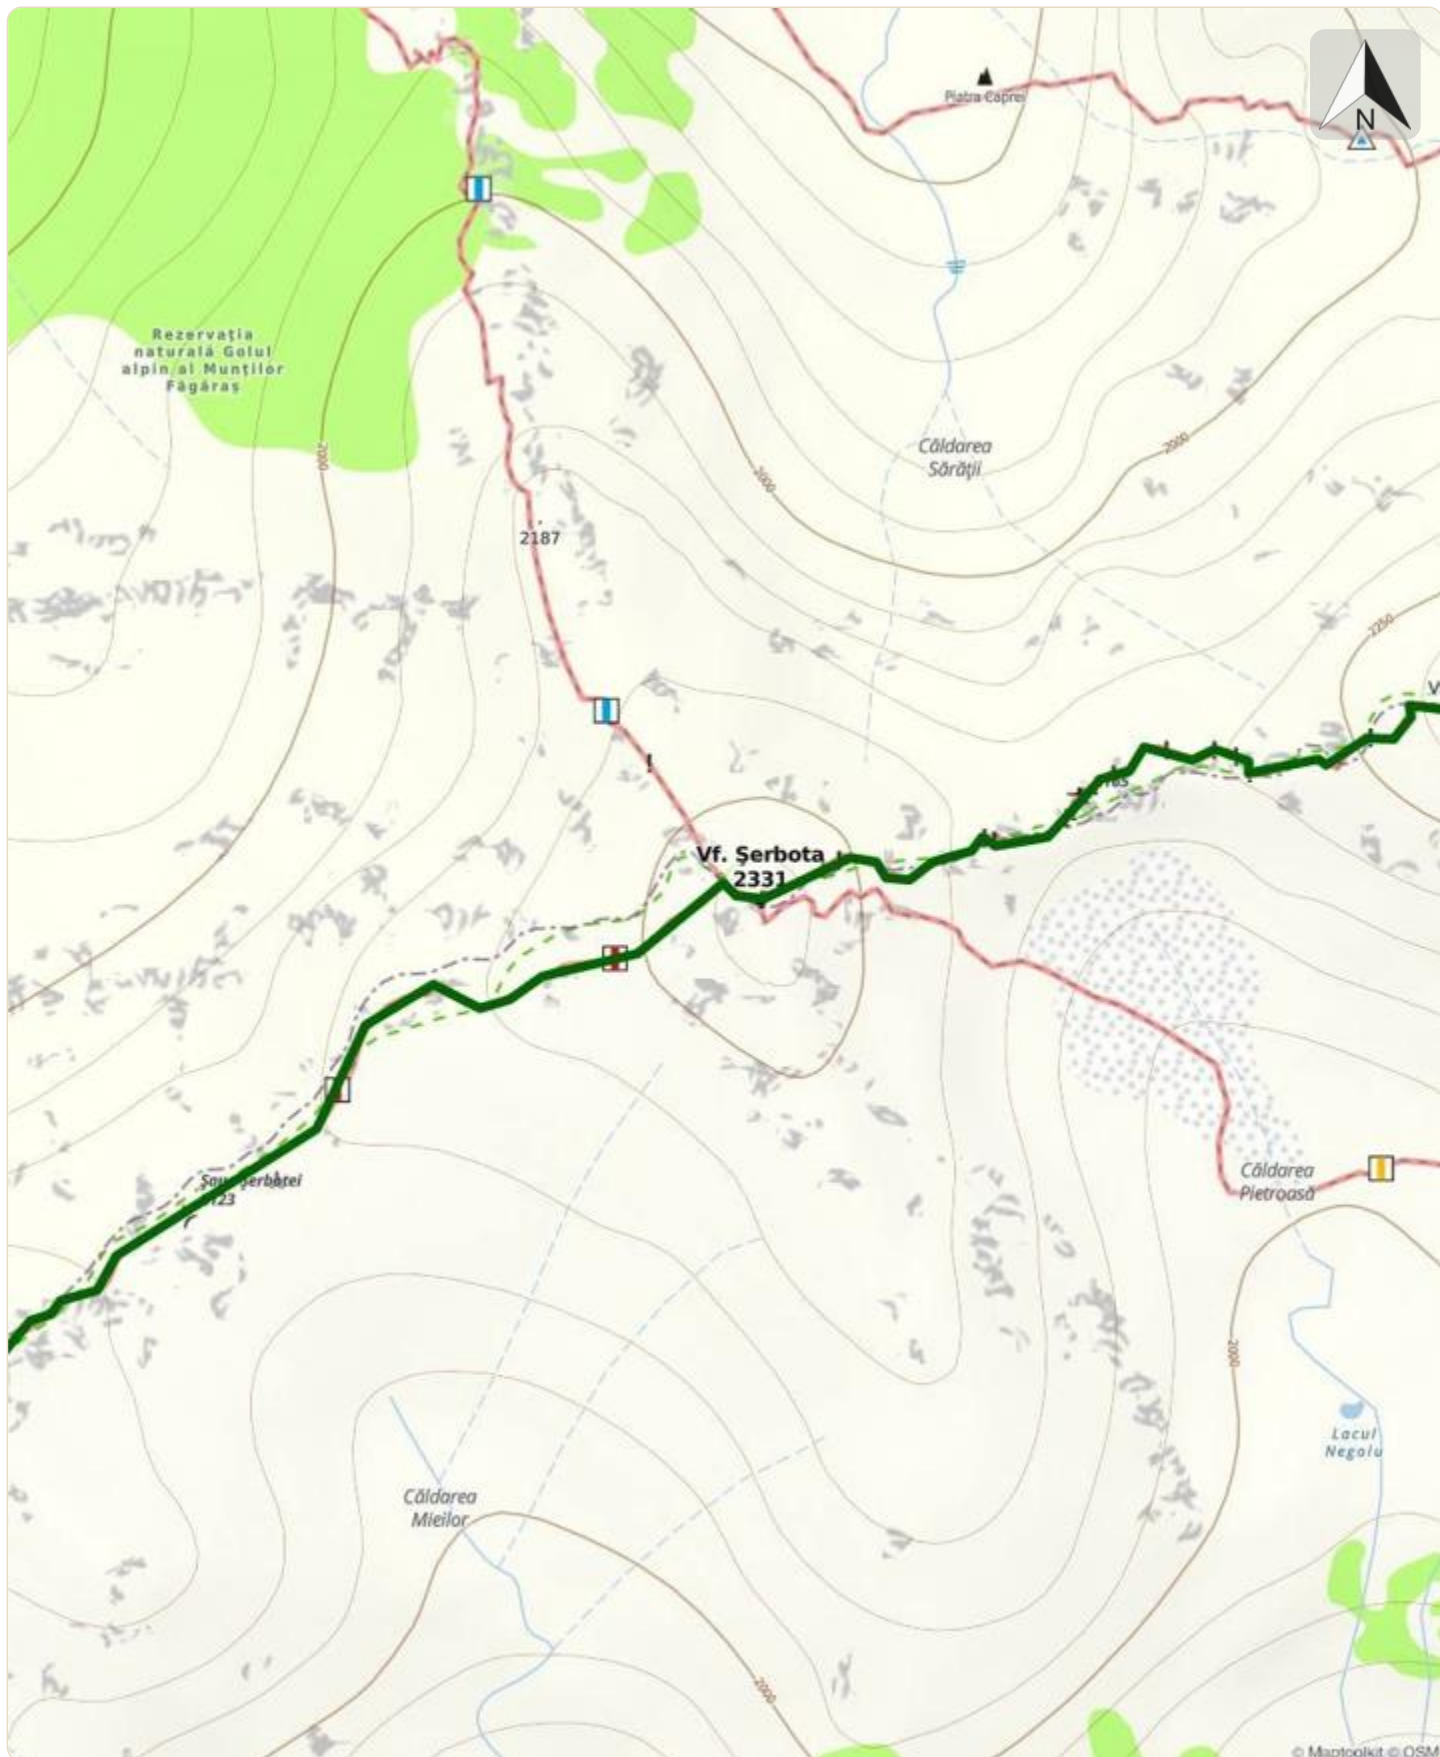 Piatra Caprei
N
Rezervația
naturală Golul
alpin al Munților
Făgăraș
2000
Căldarea
Sărății
2000
2000
2187
2250
V
Vf. Șerbota
2331
Căldarea
Pietroasă
2000
Lacul
Negoiu
Căldarea
Mieilor
2000
© Maptoolkit © OSM